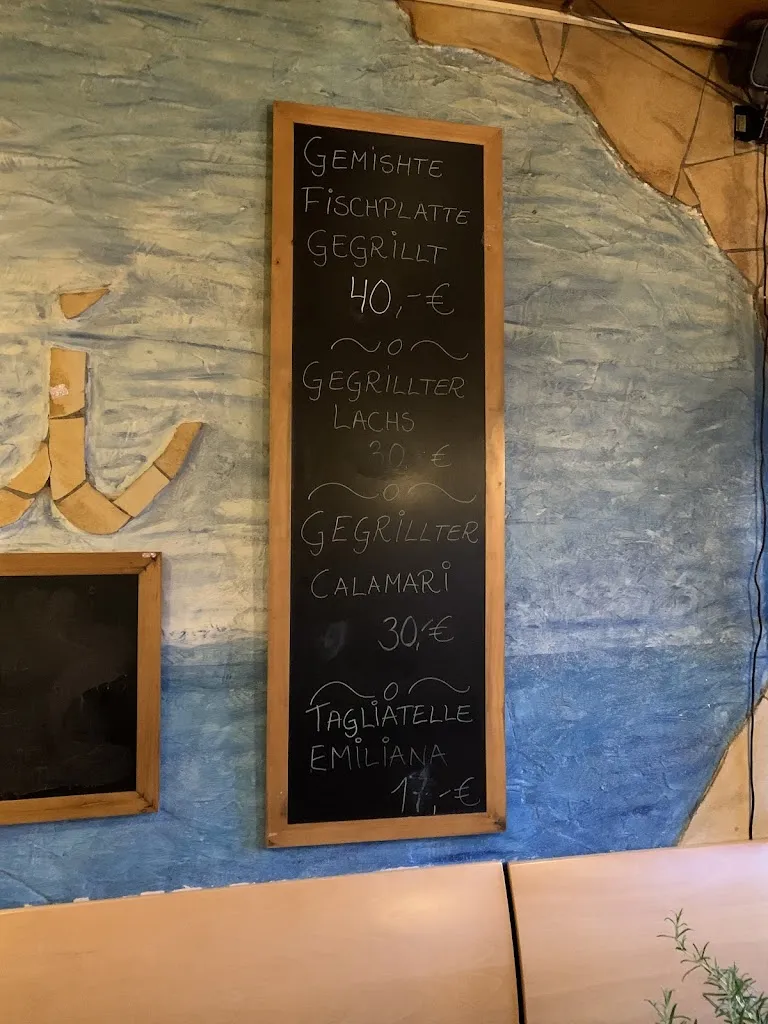 GEMISHTE
FISCHPLATTE
GEGRILLT
40,-€
GEGRILLTER
LACHS
30 €
GEGRILLTER
CALAMARI
30,-€
TAGLIATELLE
EMILIANA
17,-€